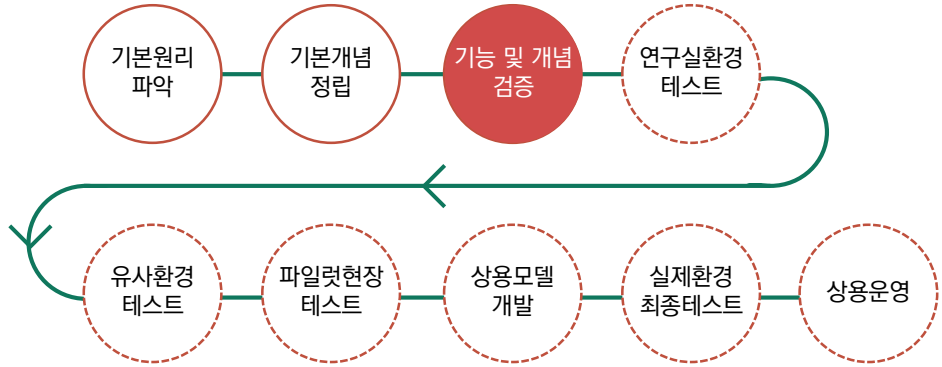 기본원리
파악
기본개념
정립
기능 및 개념
검증
연구실환경
테스트
유사환경
테스트
파일럿현장
테스트
상용모델
개발
실제환경
최종테스트
상용운영